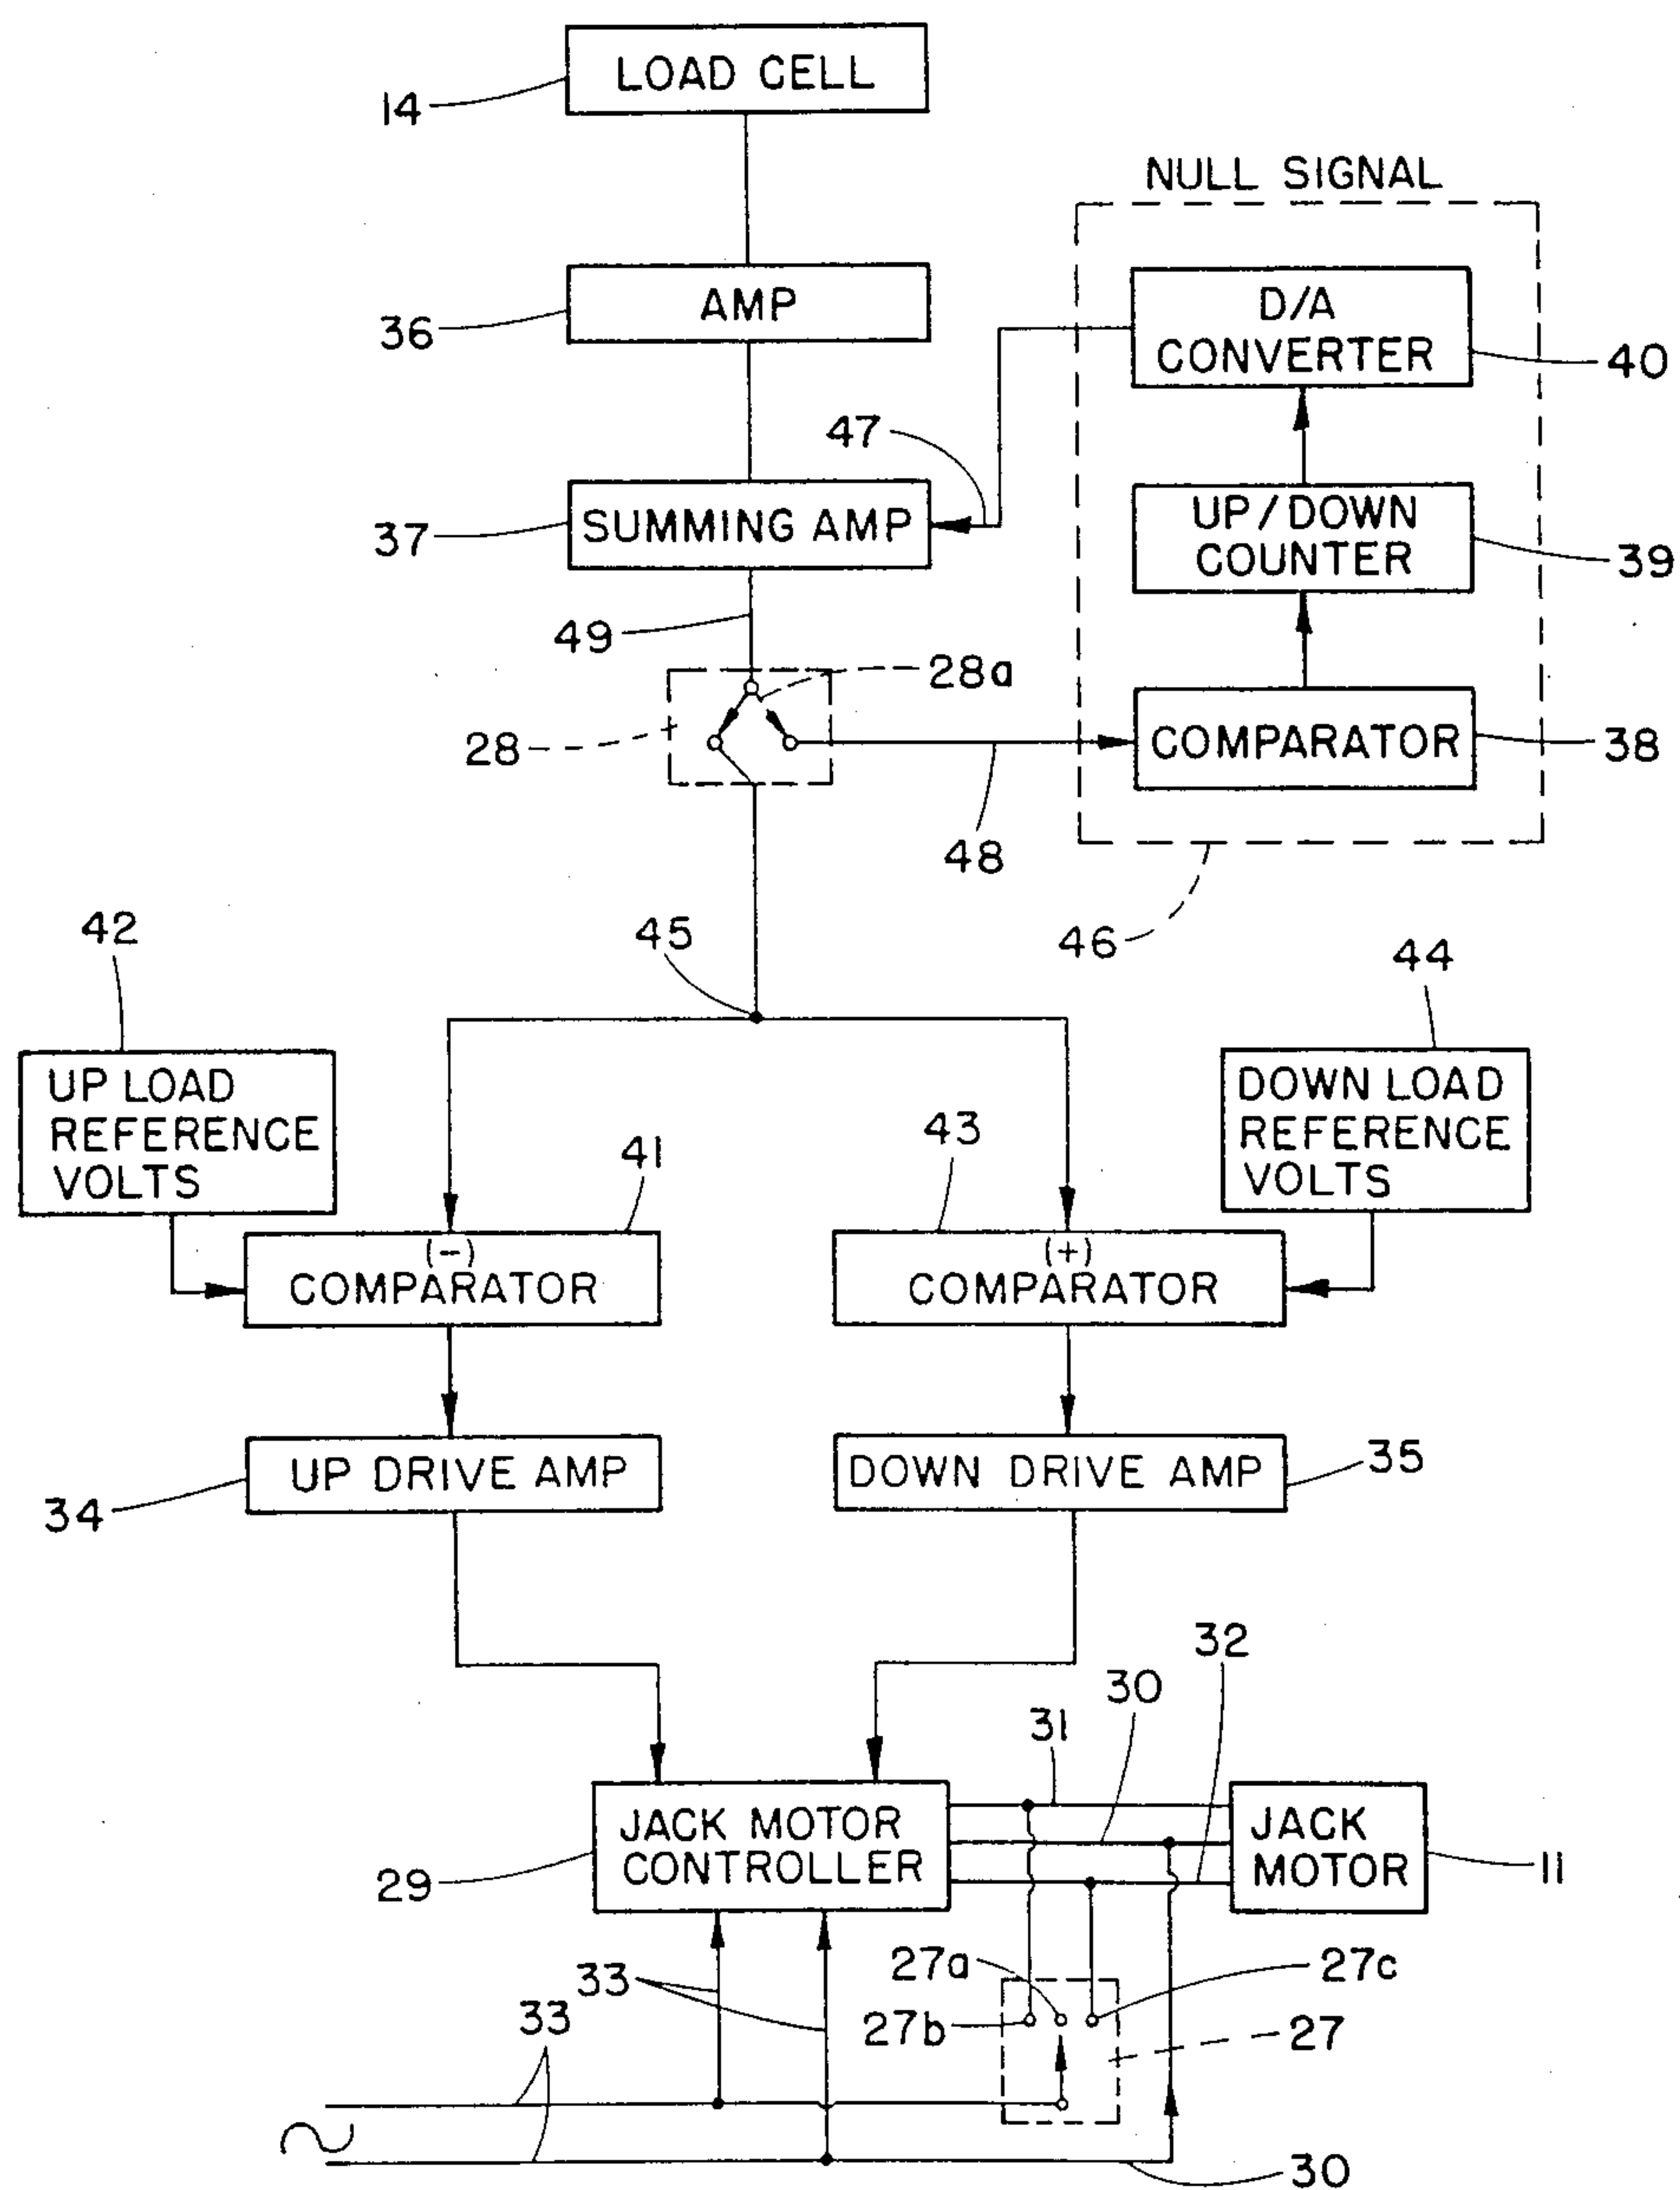 LOAD CELL
14
NULL SIGNAL
AMP
36
D/A
CONVERTER
40
47
SUMMING AMP
37
UP/DOWN
COUNTER
39
49
28a
28
COMPARATOR
38
48
46
42
45
44
UP LOAD
REFERENCE
VOLTS
DOWN LOAD
REFERENCE
VOLTS
41
43
(-)
COMPARATOR
(+)
COMPARATOR
UP DRIVE AMP
34
DOWN DRIVE AMP
35
32
30
31
JACK MOTOR
CONTROLLER
29
JACK
MOTOR
11
27a
27c
33
33
27b
27
30